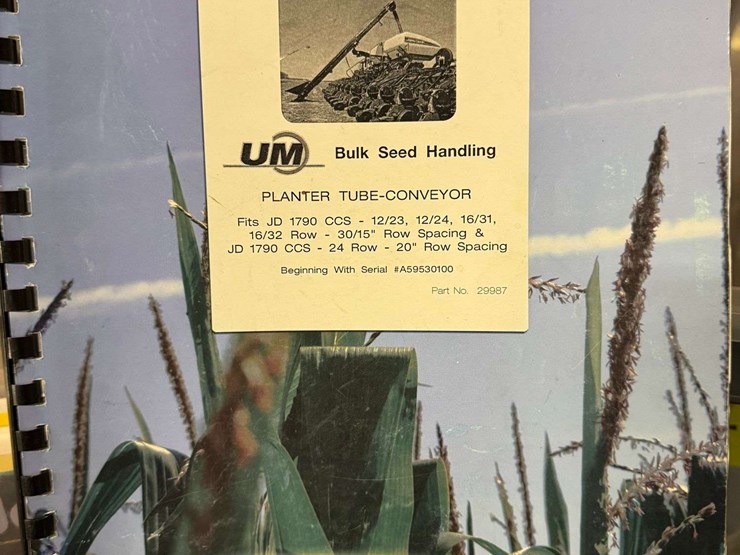 UM Bulk Seed Handling
PLANTER TUBE-CONVEYOR
Fits JD 1790 CCS - 12/23, 12/24, 16/31,
16/32 Row - 30/15" Row Spacing &
JD 1790 CCS - 24 Row - 20" Row Spacing
Beginning With Serial #A59530100
Part No. 29987